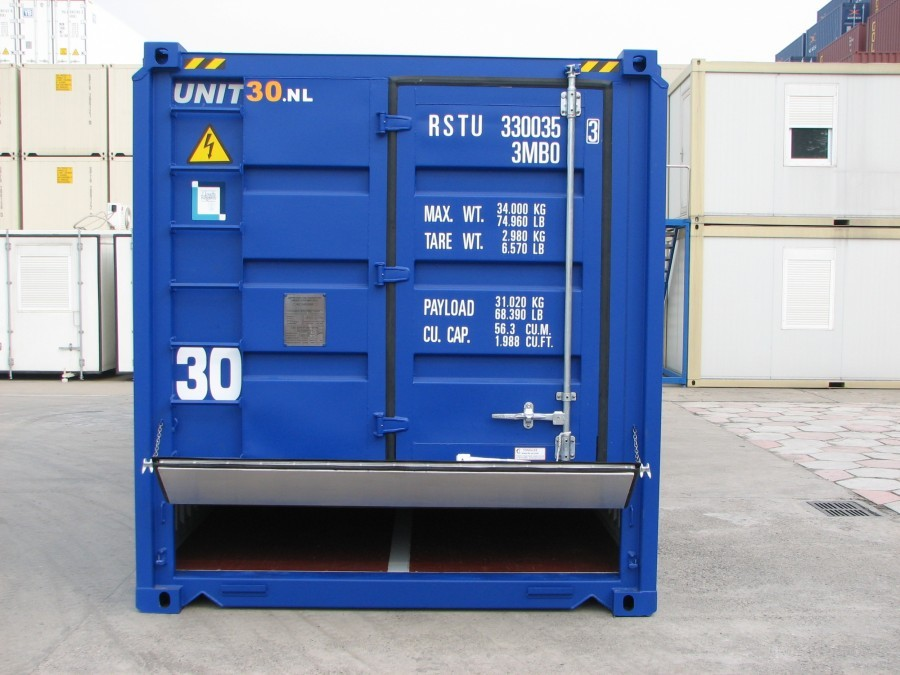 UNIT30.NL
RSTU 330035 3
3MB0
MAX. WT. 34.000 KG
74.960 LB
TARE WT. 2.980 KG
6.570 LB
PAYLOAD 31.020 KG
68.390 LB
CU. CAP. 56.3 CU.M.
1.988 CU.FT.
30